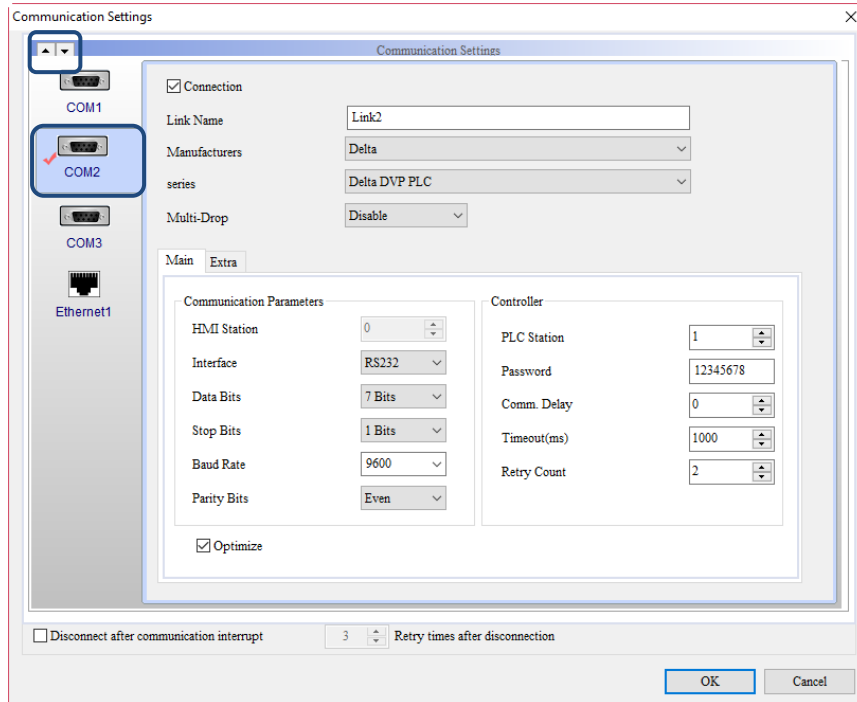 Communication Settings
Communication Settings
COM1
COM2
COM3
Ethernet1
Connection
Link Name Link2
Manufacturers Delta
series Delta DVP PLC
Multi-Drop Disable
Main Extra
Communication Parameters
HMI Station 0
Interface RS232
Data Bits 7 Bits
Stop Bits 1 Bits
Baud Rate 9600
Parity Bits Even
Controller
PLC Station 1
Password 12345678
Comm. Delay 0
Timeout(ms) 1000
Retry Count 2
Optimize
Disconnect after communication interrupt 3 Retry times after disconnection
OK Cancel